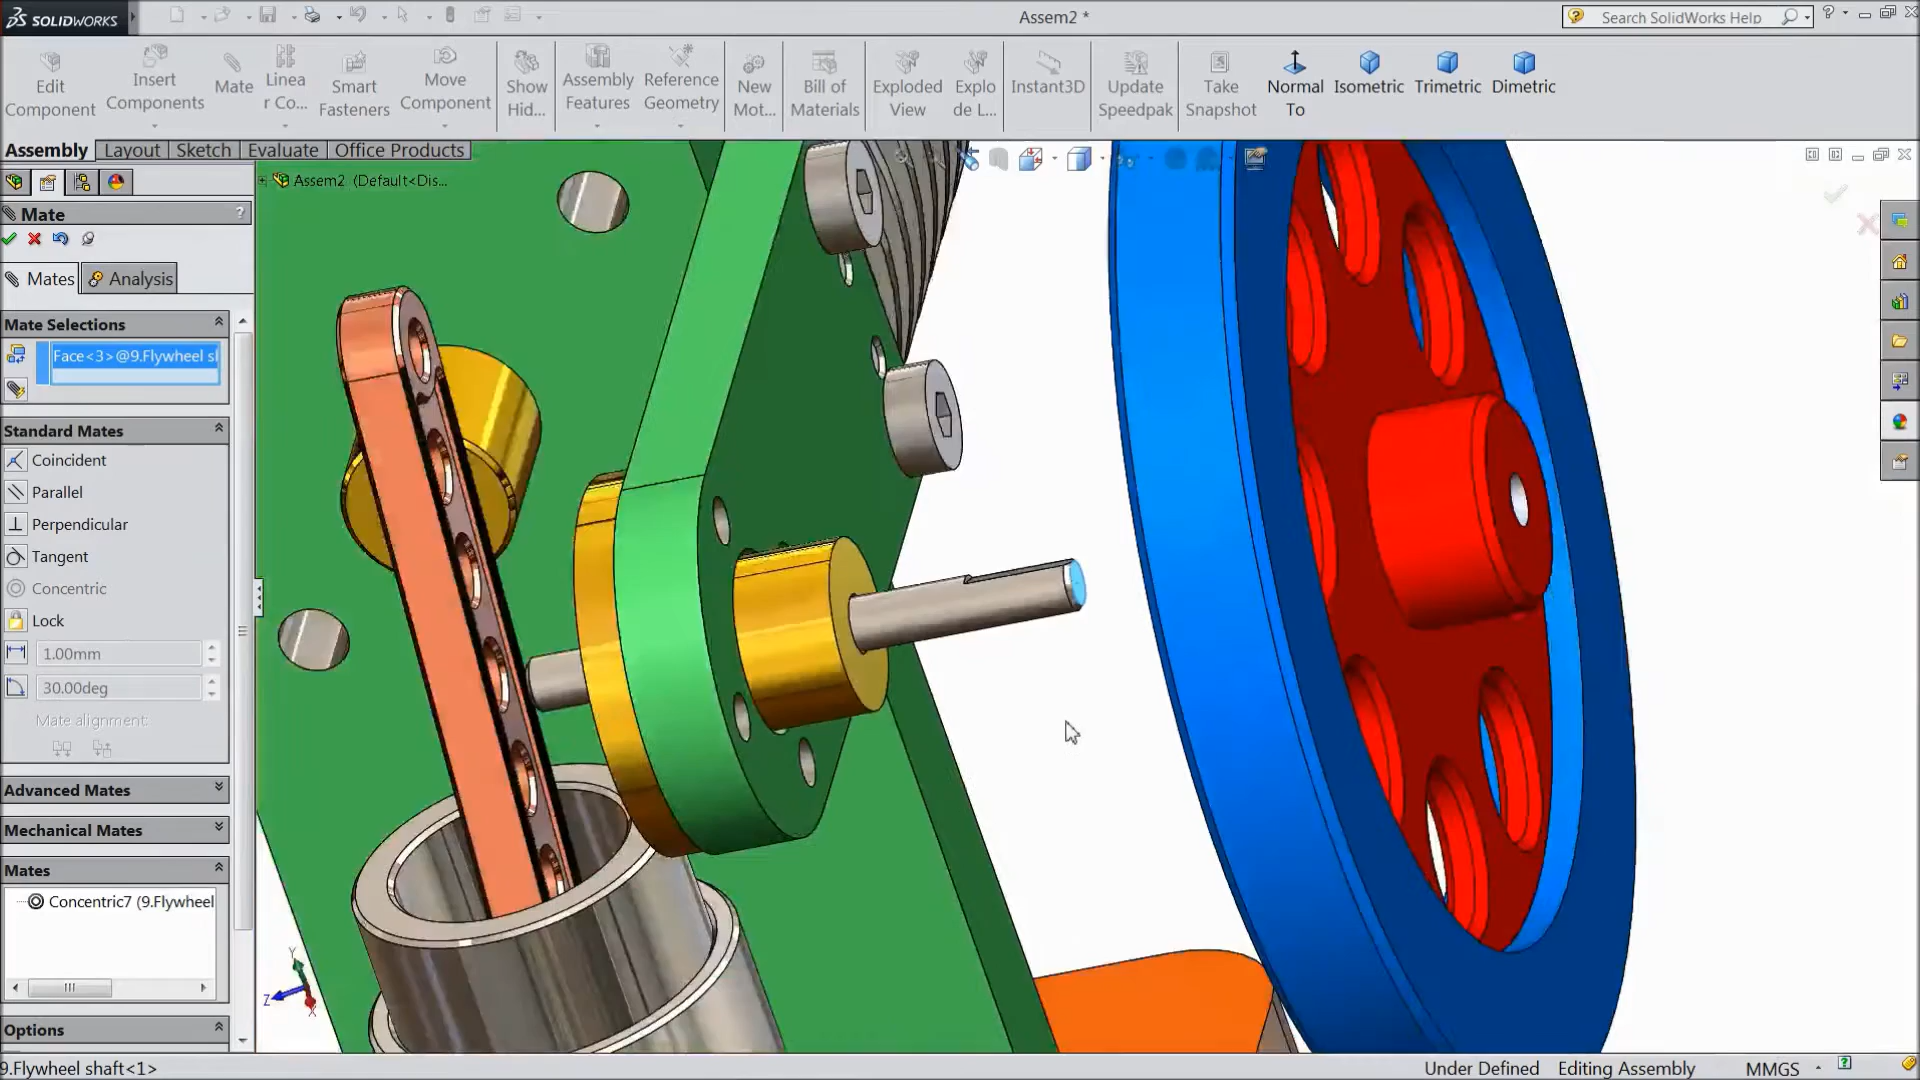 SOLIDWORKS
Assem2 *
Search SolidWorks Help
Edit Component
Insert Components
Mate
Linea r Co...
Smart Fasteners
Move Component
Show Hid...
Assembly Features
Reference Geometry
New Mot...
Bill of Materials
Exploded View
Explo de L...
Instant3D
Update Speedpak
Take Snapshot
Normal To
Isometric
Trimetric
Dimetric
Assembly
Layout
Sketch
Evaluate
Office Products
Assem2 (Default<Dis...
Mate
?
Mates
Analysis
Mate Selections
Face<3>@9.Flywheel sl
Standard Mates
Coincident
Parallel
Perpendicular
Tangent
Concentric
Lock
1.00mm
30.00deg
Mate alignment:
Advanced Mates
Mechanical Mates
Mates
Concentric7 (9.Flywheel
Options
Y
Z
X
9.Flywheel shaft<1>
Under Defined
Editing Assembly
MMGS